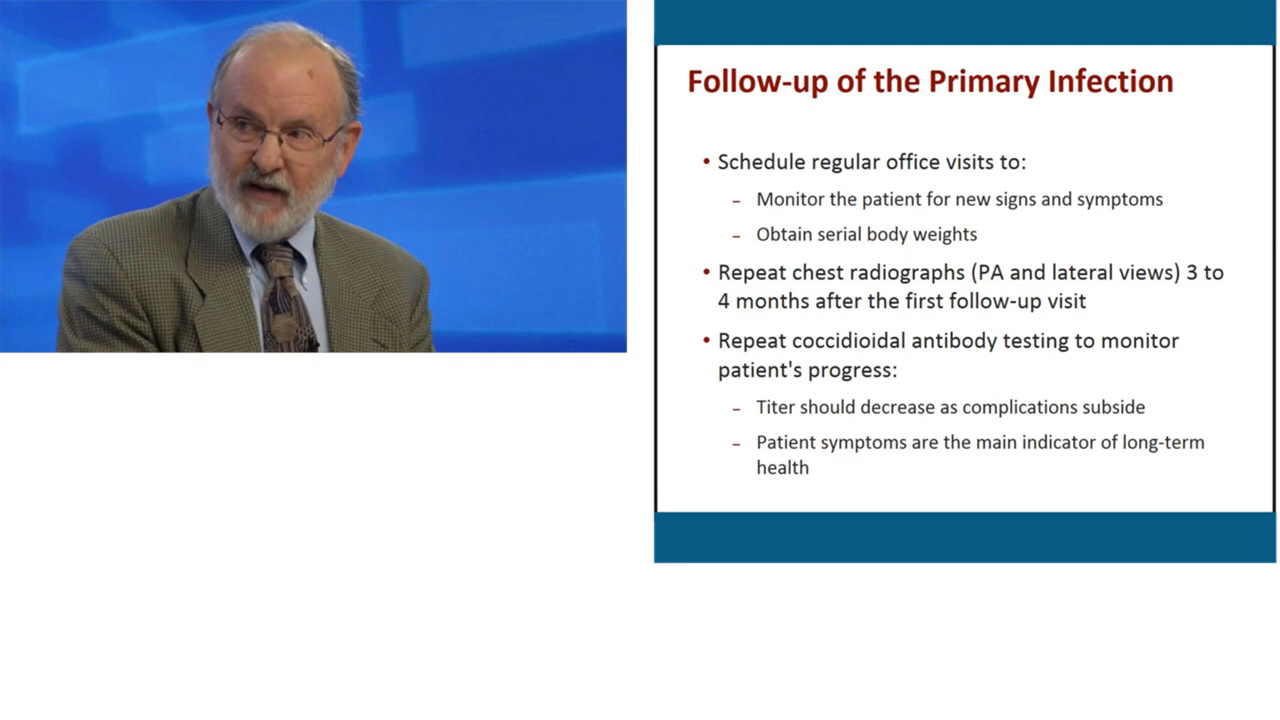 Follow-up of the Primary Infection
• Schedule regular office visits to:
– Monitor the patient for new signs and symptoms
– Obtain serial body weights
• Repeat chest radiographs (PA and lateral views) 3 to
4 months after the first follow-up visit
• Repeat coccidioidal antibody testing to monitor
patient's progress:
– Titer should decrease as complications subside
– Patient symptoms are the main indicator of long-term
health